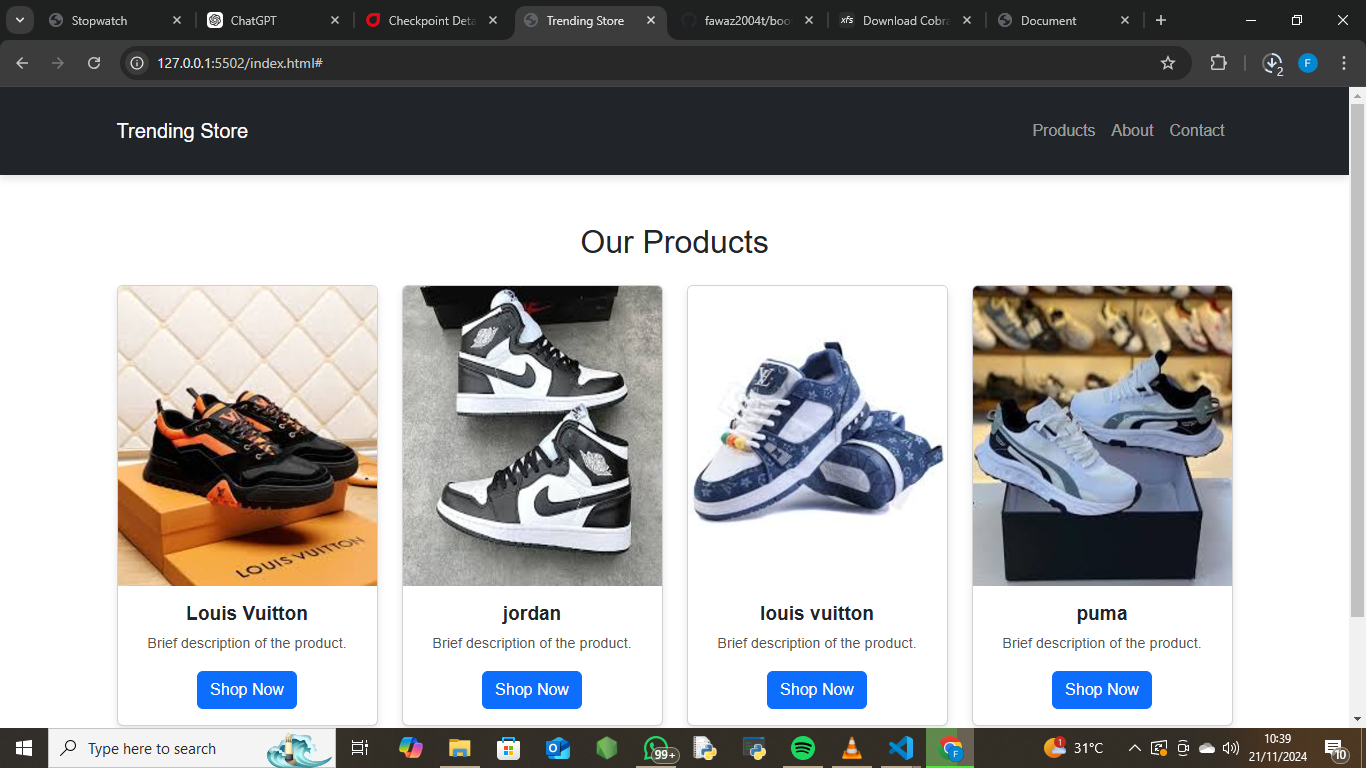 Stopwatch
ChatGPT
Checkpoint Deta
Trending Store
fawaz2004t/boo
Download Cobra
Document
127.0.0.1:5502/index.html#
2
F
Trending Store
Products About Contact
Our Products
LOUIS VUITTON
Louis Vuitton
Brief description of the product.
Shop Now
jordan
Brief description of the product.
Shop Now
louis vuitton
Brief description of the product.
Shop Now
puma
Brief description of the product.
Shop Now
Type here to search
99+
F
1
31°C
10:39
21/11/2024
10